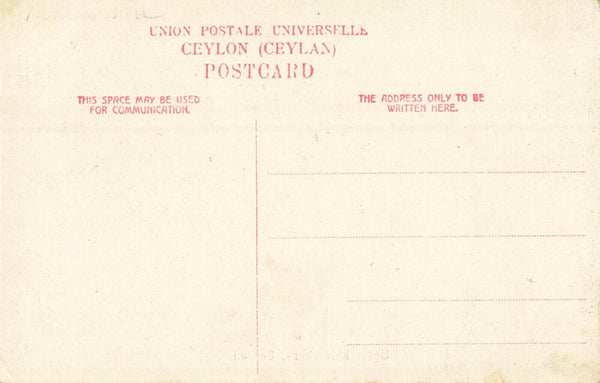 UNION POSTALE UNIVERSELLE
CEYLON (CEYLAN)
POSTCARD
THIS SPACE MAY BE USED
FOR COMMUNICATION.
THE ADDRESS ONLY TO BE
WRITTEN HERE.